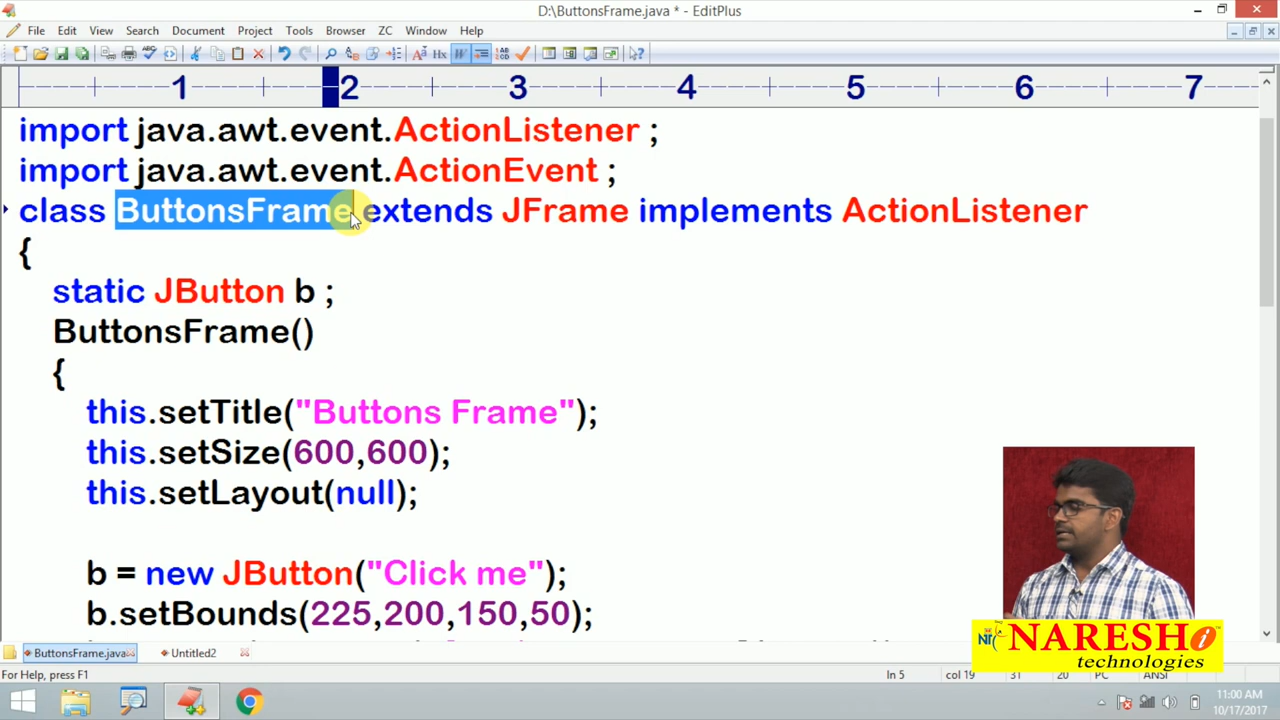 D:\ButtonsFrame.java * - EditPlus
File Edit View Search Document Project Tools Browser ZC Window Help
1 2 3 4 5 6 7
import java.awt.event.ActionListener ;
import java.awt.event.ActionEvent ;
class ButtonsFrame extends JFrame implements ActionListener
{
static JButton b ;
ButtonsFrame()
{
this.setTitle("Buttons Frame");
this.setSize(600,600);
this.setLayout(null);
b = new JButton("Click me");
b.setBounds(225,200,150,50);
NARESH i
technologies
ButtonsFrame.java Untitled2
For Help, press F1 ln 5 col 19 31 20 PC ANSI
11:00 AM
10/17/2017